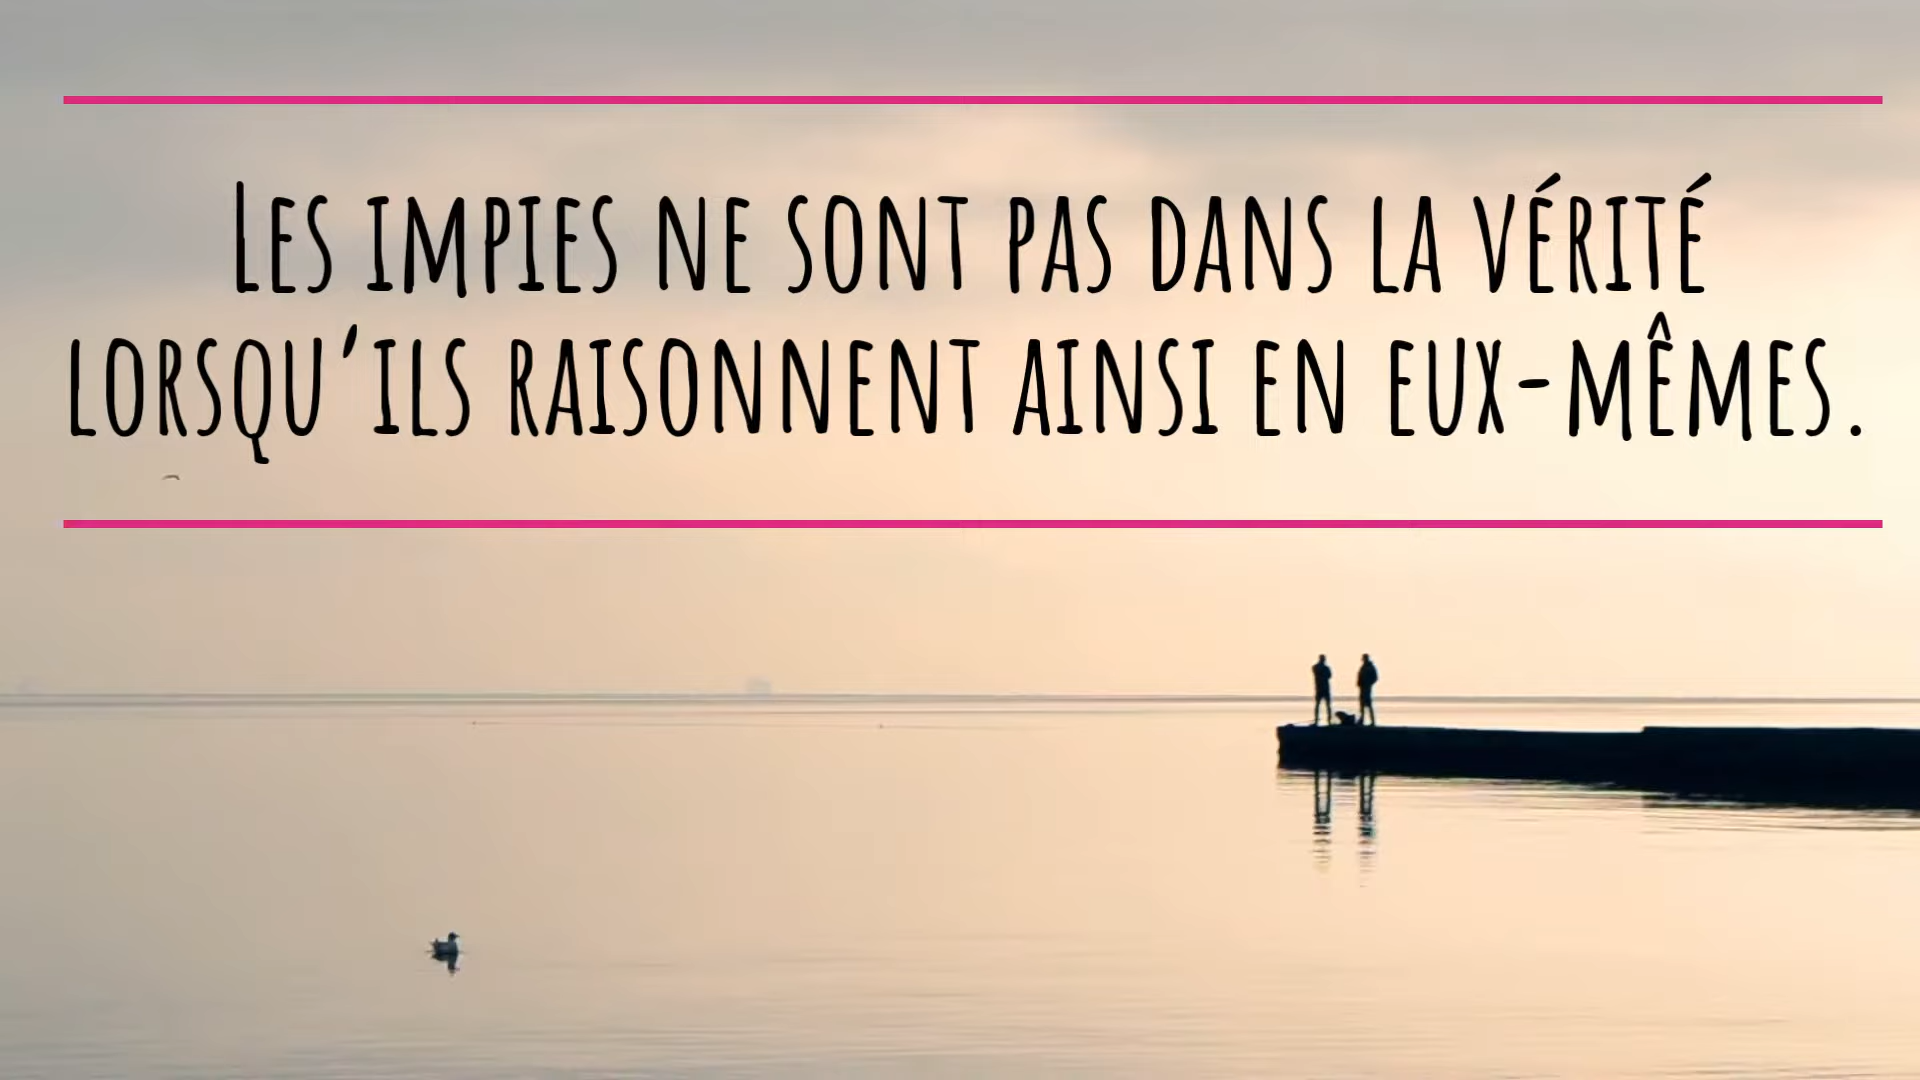 Les impies ne sont pas dans la vérité
lorsqu’ils raisonnent ainsi en eux-mêmes.